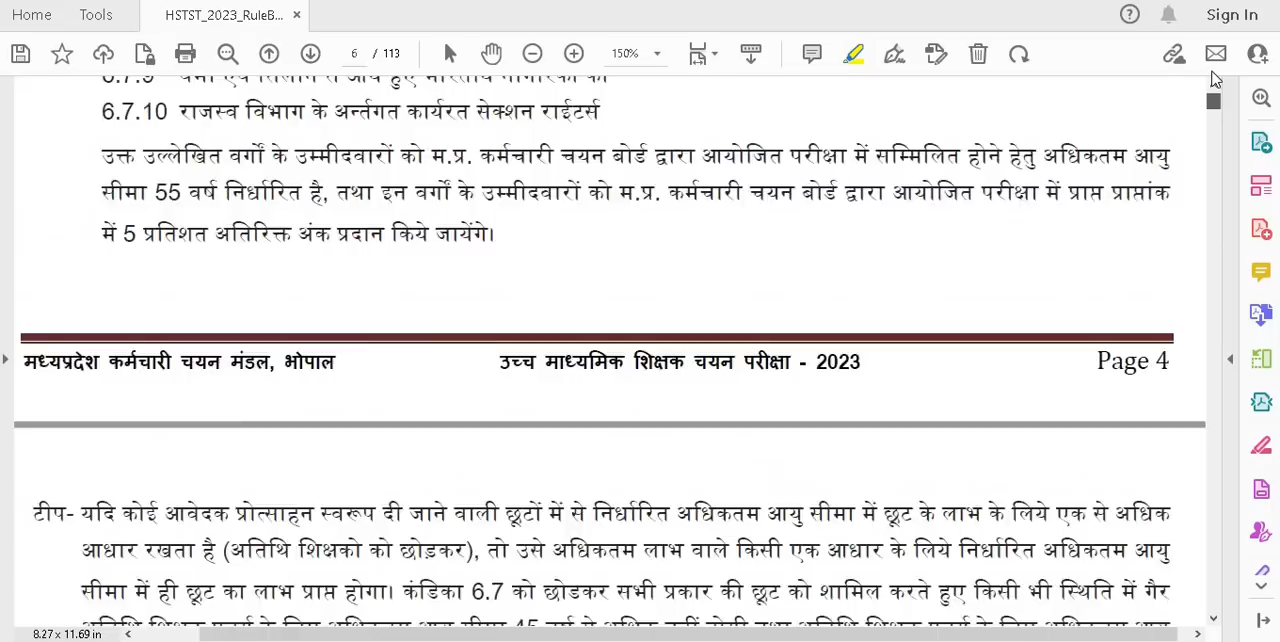 Home Tools HSTST_2023_RuleB... × Sign In
6 / 113 150%
6.7.10 राजस्व विभाग के अर्न्तगत कार्यरत सेक्शन राईटर्स
उक्त उल्लेखित वर्गों के उम्मीदवारों को म.प्र. कर्मचारी चयन बोर्ड द्वारा आयोजित परीक्षा में सम्मिलित होने हेतु अधिकतम आयु
सीमा 55 वर्ष निर्धारित है, तथा इन वर्गों के उम्मीदवारों को म.प्र. कर्मचारी चयन बोर्ड द्वारा आयोजित परीक्षा में प्राप्त प्राप्तांक
में 5 प्रतिशत अतिरिक्त अंक प्रदान किये जायेंगे।
मध्यप्रदेश कर्मचारी चयन मंडल, भोपाल उच्च माध्यमिक शिक्षक चयन परीक्षा - 2023 Page 4
टीप- यदि कोई आवेदक प्रोत्साहन स्वरूप दी जाने वाली छूटों में से निर्धारित अधिकतम आयु सीमा में छूट के लाभ के लिये एक से अधिक
आधार रखता है (अतिथि शिक्षको को छोड़कर), तो उसे अधिकतम लाभ वाले किसी एक आधार के लिये निर्धारित अधिकतम आयु
सीमा में ही छूट का लाभ प्राप्त होगा। कंडिका 6.7 को छोडकर सभी प्रकार की छूट को शामिल करते हुए किसी भी स्थिति में गैर
8.27 x 11.69 in